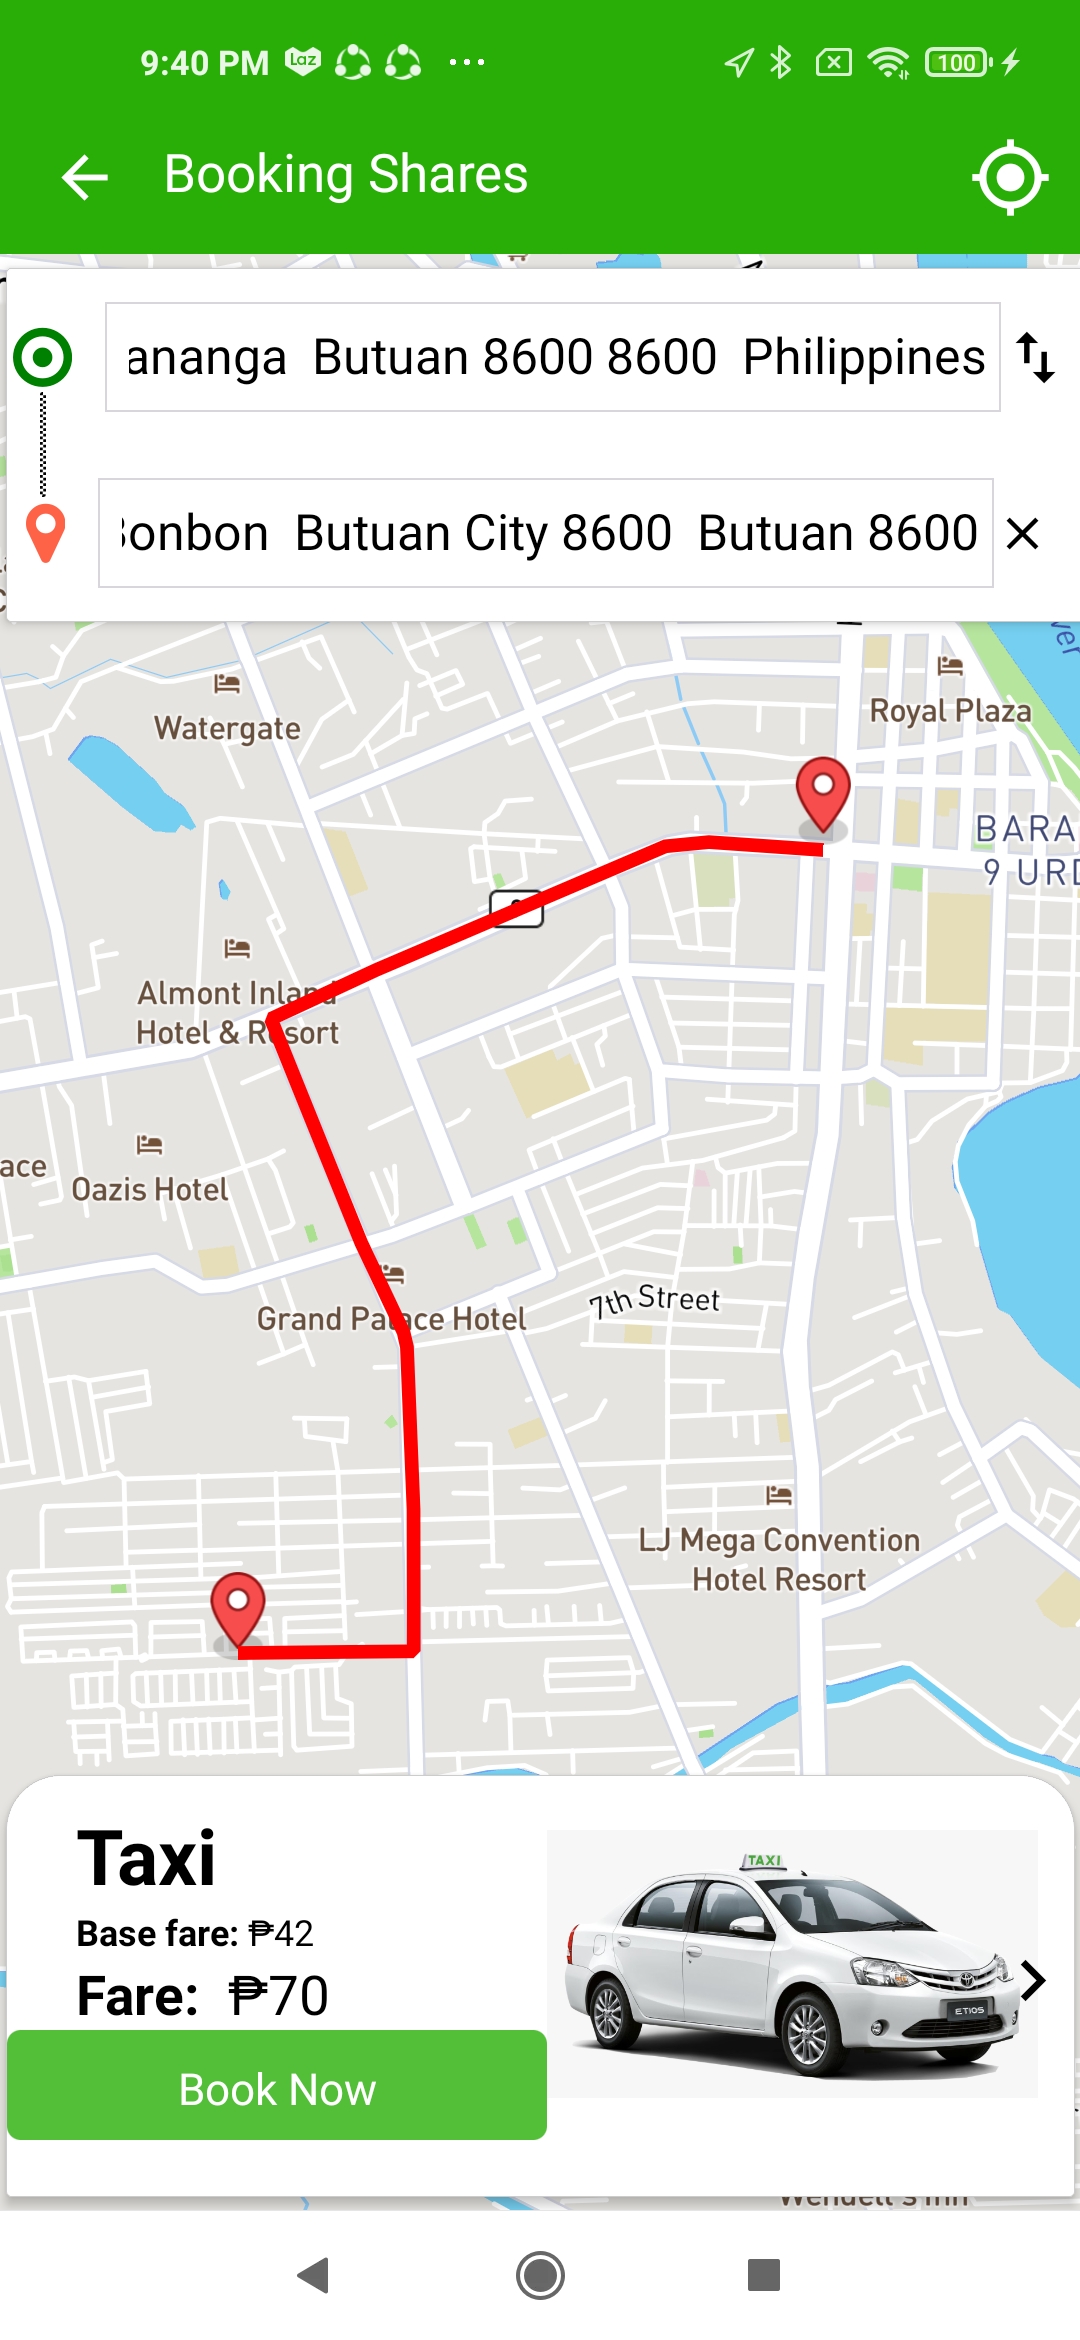 9:40 PM Laz ... 100
Booking Shares
ananga Butuan 8600 8600 Philippines
onbon Butuan City 8600 Butuan 8600
Royal Plaza
Watergate
BARA
9 URD
Almont Inland
Hotel & Resort
ace
Oazis Hotel
7th Street
Grand Palace Hotel
LJ Mega Convention
Hotel Resort
Taxi
Base fare: ₱42
Fare: ₱70
Book Now
TAXI
ETIOS
Wendell's Inn